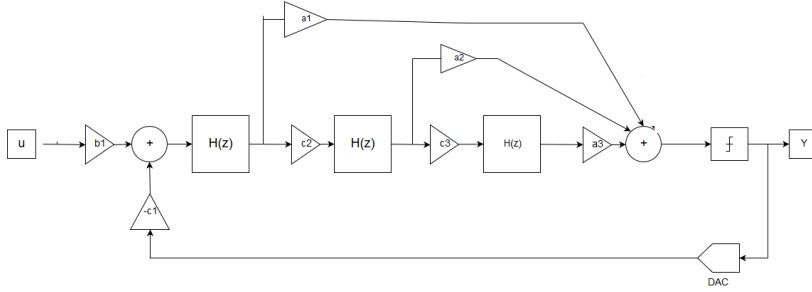 a1
a2
u
b1
+
H(z)
c2
H(z)
c3
H(z)
a3
+
Y
-c1
DAC